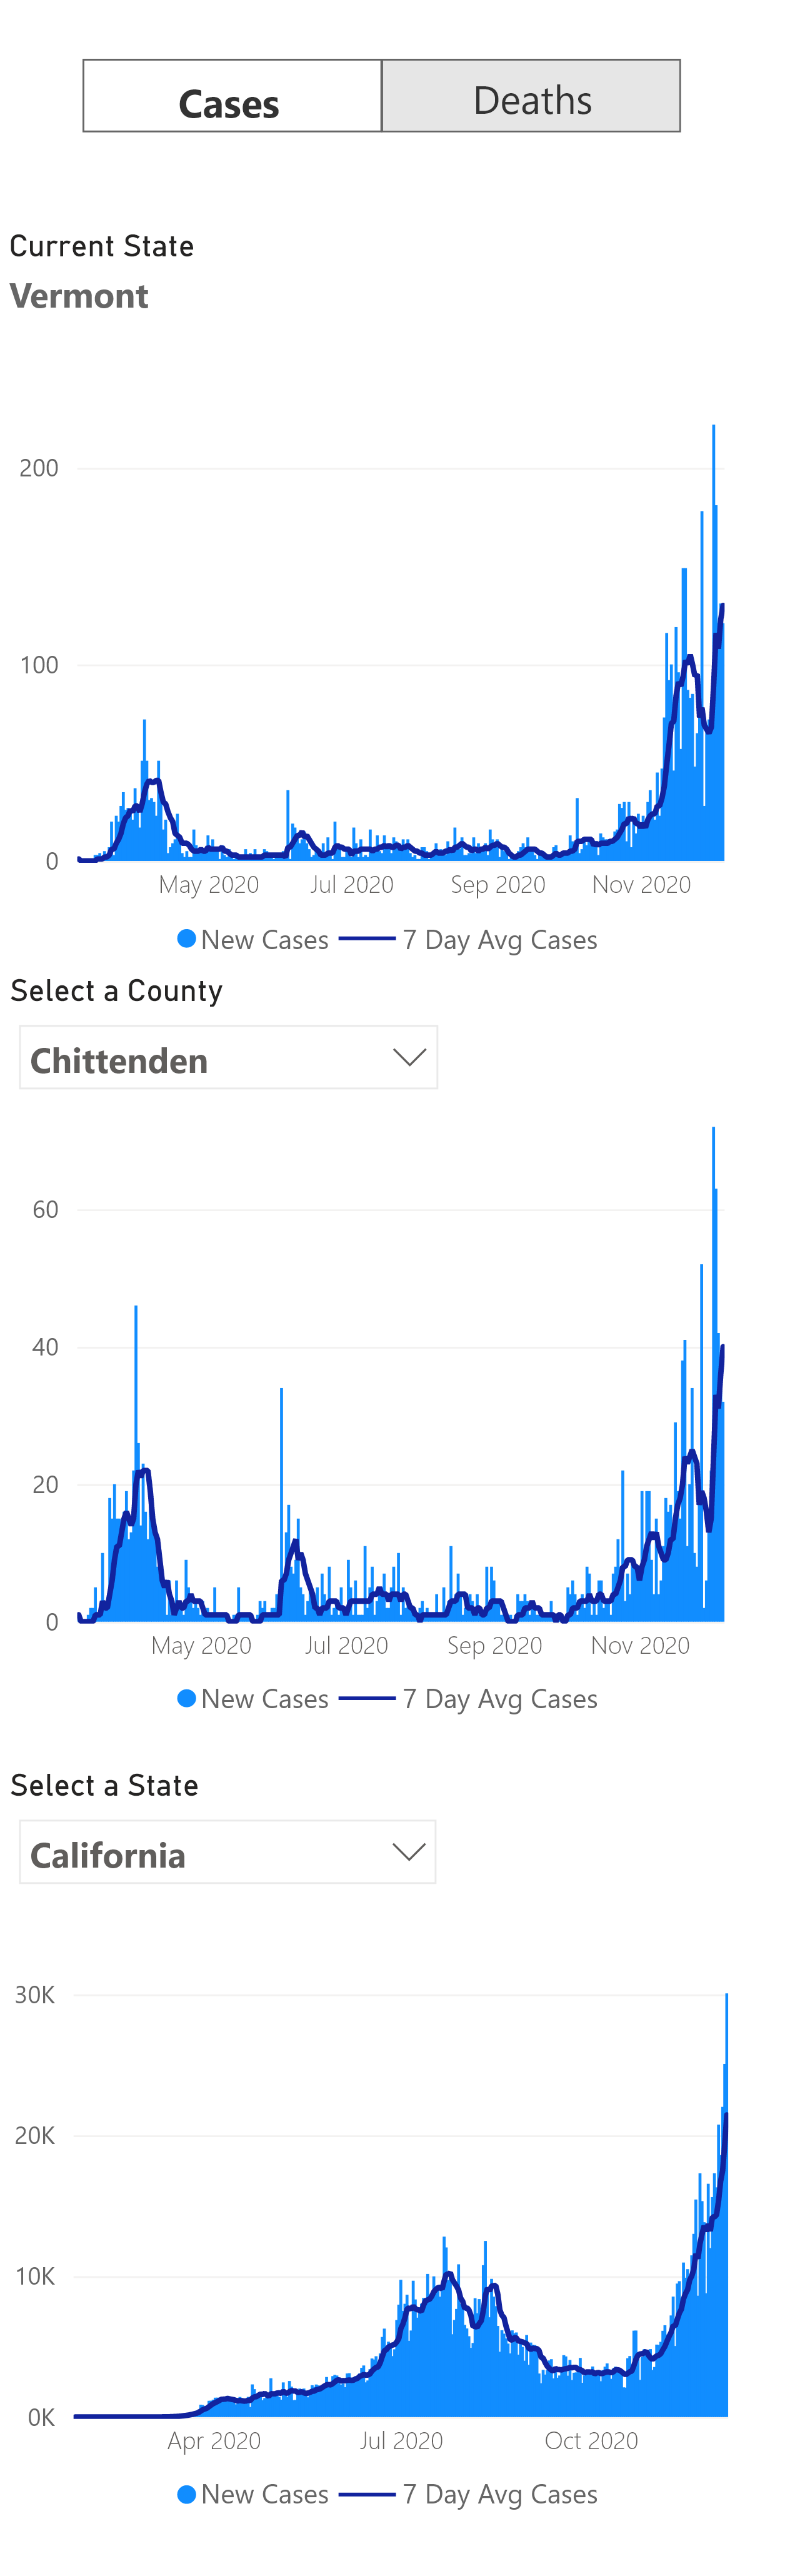 Cases Deaths
Current State
Vermont
200
100
0
May 2020 Jul 2020 Sep 2020 Nov 2020
New Cases 7 Day Avg Cases
Select a County
Chittenden
60
40
20
0
May 2020 Jul 2020 Sep 2020 Nov 2020
New Cases 7 Day Avg Cases
Select a State
California
30K
20K
10K
0K
Apr 2020 Jul 2020 Oct 2020
New Cases 7 Day Avg Cases